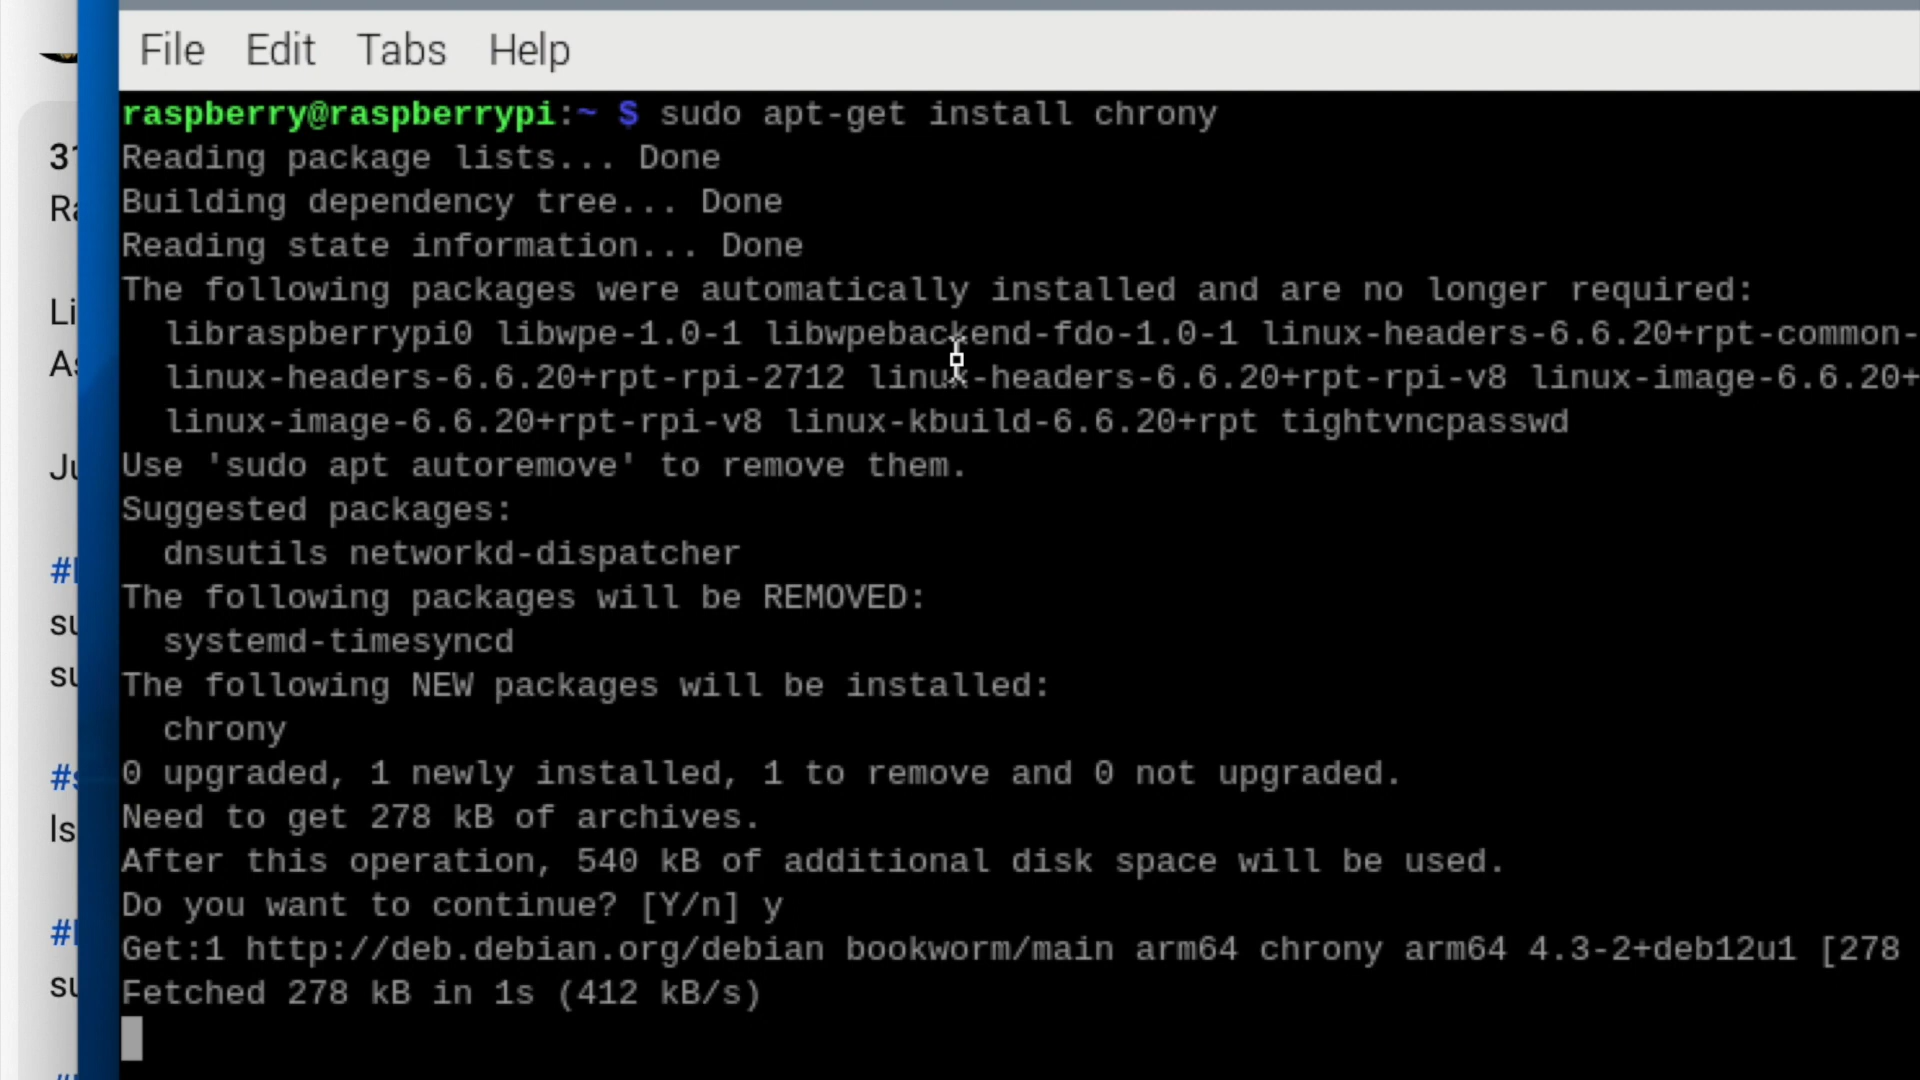 File Edit Tabs Help
raspberry@raspberrypi:~ $ sudo apt-get install chrony
Reading package lists... Done
Building dependency tree... Done
Reading state information... Done
The following packages were automatically installed and are no longer required:
libraspberrypi0 libwpe-1.0-1 libwpebackend-fdo-1.0-1 linux-headers-6.6.20+rpt-common-
linux-headers-6.6.20+rpt-rpi-2712 linux-headers-6.6.20+rpt-rpi-v8 linux-image-6.6.20+
linux-image-6.6.20+rpt-rpi-v8 linux-kbuild-6.6.20+rpt tightvncpasswd
Use 'sudo apt autoremove' to remove them.
Suggested packages:
dnsutils networkd-dispatcher
The following packages will be REMOVED:
systemd-timesyncd
The following NEW packages will be installed:
chrony
0 upgraded, 1 newly installed, 1 to remove and 0 not upgraded.
Need to get 278 kB of archives.
After this operation, 540 kB of additional disk space will be used.
Do you want to continue? [Y/n] y
Get:1 http://deb.debian.org/debian bookworm/main arm64 chrony arm64 4.3-2+deb12u1 [278
Fetched 278 kB in 1s (412 kB/s)